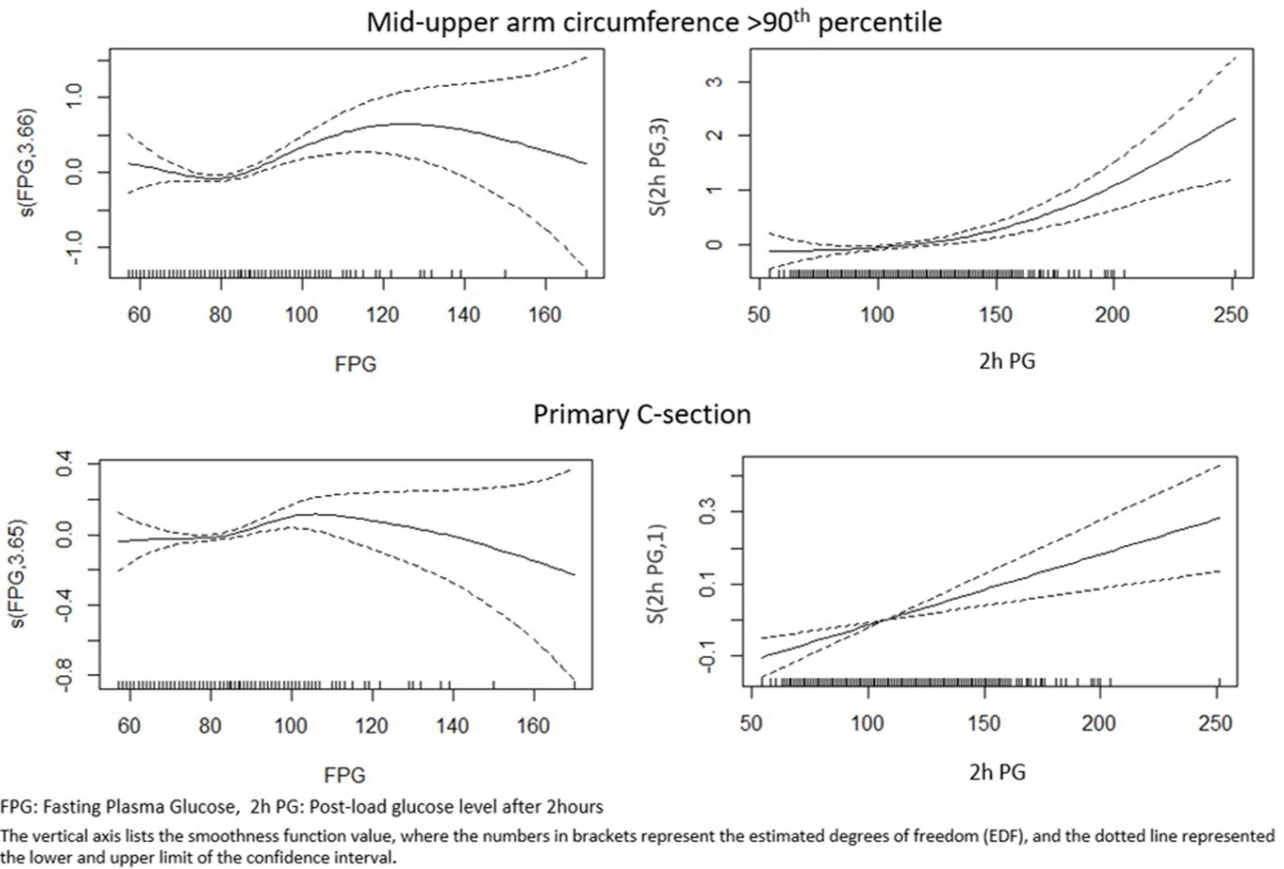 Mid-upper arm circumference >90th percentile
s(FPG,3.66)
1.0
0.0
-1.0
60 80 100 120 140 160
FPG
S(2h PG,3)
3
2
1
0
50 100 150 200 250
2h PG
Primary C-section
s(FPG,3.65)
0.4
0.0
-0.4
-0.8
60 80 100 120 140 160
FPG
S(2h PG,1)
0.3
0.1
-0.1
50 100 150 200 250
2h PG
FPG: Fasting Plasma Glucose, 2h PG: Post-load glucose level after 2hours
The vertical axis lists the smoothness function value, where the numbers in brackets represent the estimated degrees of freedom (EDF), and the dotted line represented
the lower and upper limit of the confidence interval.